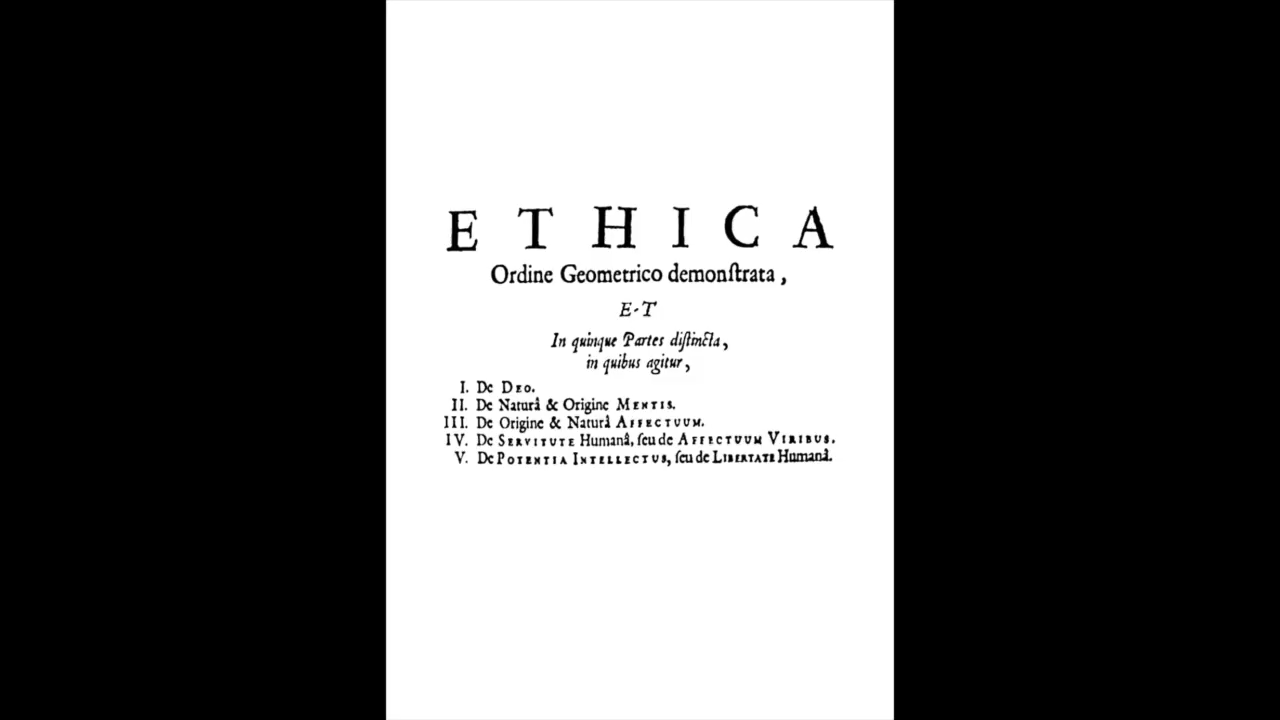 E T H I C A
Ordine Geometrico demonſtrata,
E-T
In quinque Partes diſtincta,
in quibus agitur,
I. De DEO.
II. De Naturâ & Origine MENTIS.
III. De Origine & Naturâ AFFECTUUM.
IV. De SERVITUTE Humanâ, ſeu de AFFECTUUM VIRIBUS.
V. De POTENTIA INTELLECTUS, ſeu de LIBERTATE Humanâ.